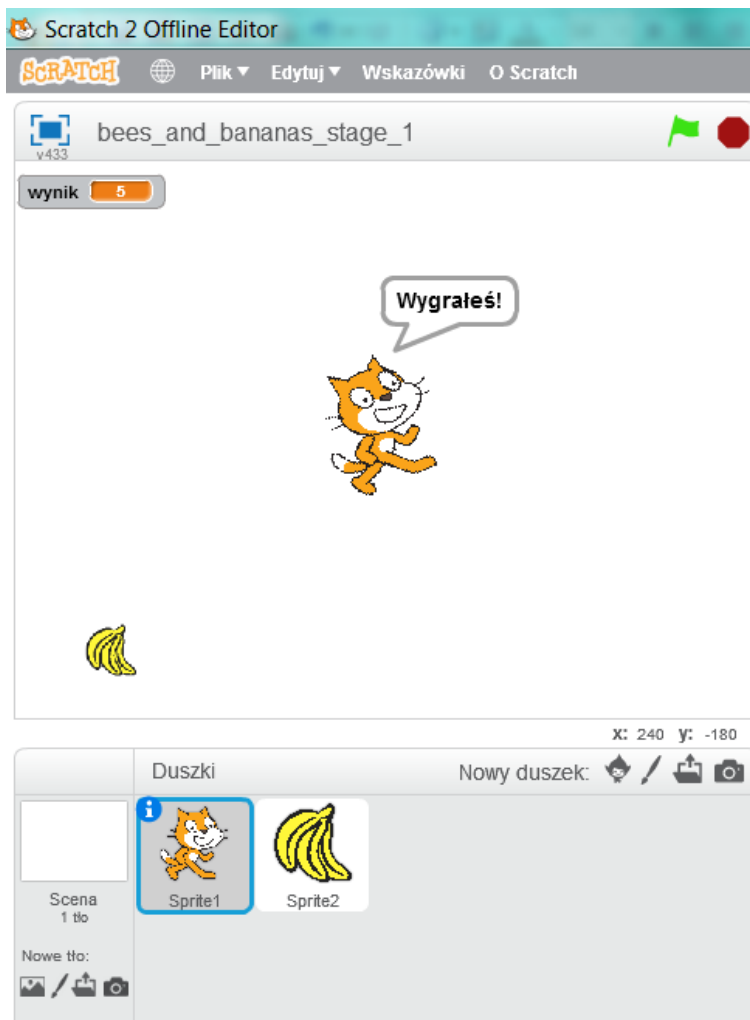 Scratch 2 Offline Editor
SCRATCH Plik Edytuj Wskazówki O Scratch
bees_and_bananas_stage_1
v433
wynik 5
Wygrałeś!
X: 240 y: -180
Duszki Nowy duszek:
Scena
1 tło
Sprite1 Sprite2
Nowe tło: